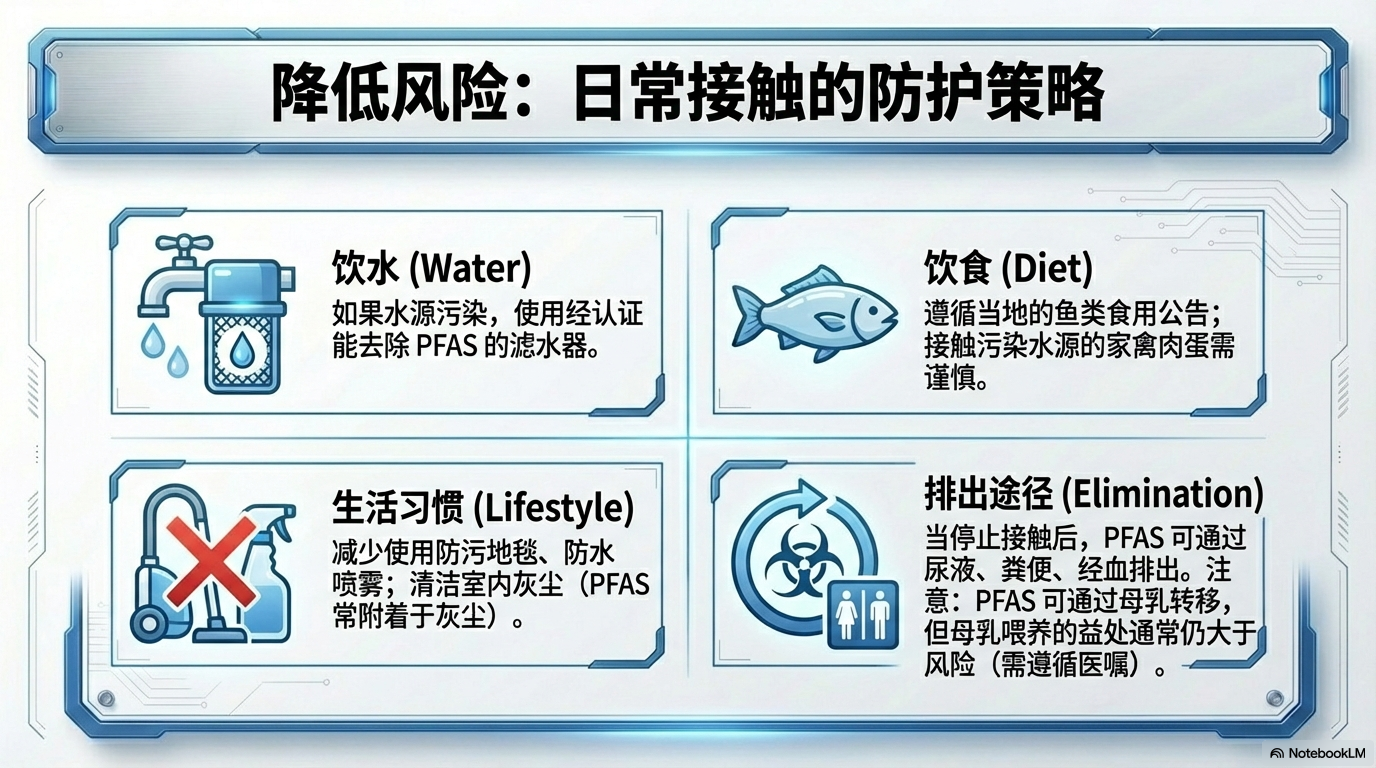 降低风险：日常接触的防护策略
饮水 (Water)
如果水源污染，使用经认证
能去除 PFAS 的滤水器。
饮食 (Diet)
遵循当地的鱼类食用公告；
接触污染水源的家禽肉蛋需
谨慎。
生活习惯 (Lifestyle)
减少使用防污地毯、防水
喷雾；清洁室内灰尘（PFAS
常附着于灰尘）。
排出途径 (Elimination)
当停止接触后，PFAS 可通过
尿液、粪便、经血排出。注
意：PFAS 可通过母乳转移，
但母乳喂养的益处通常仍大于
风险（需遵循医嘱）。
NotebookLM